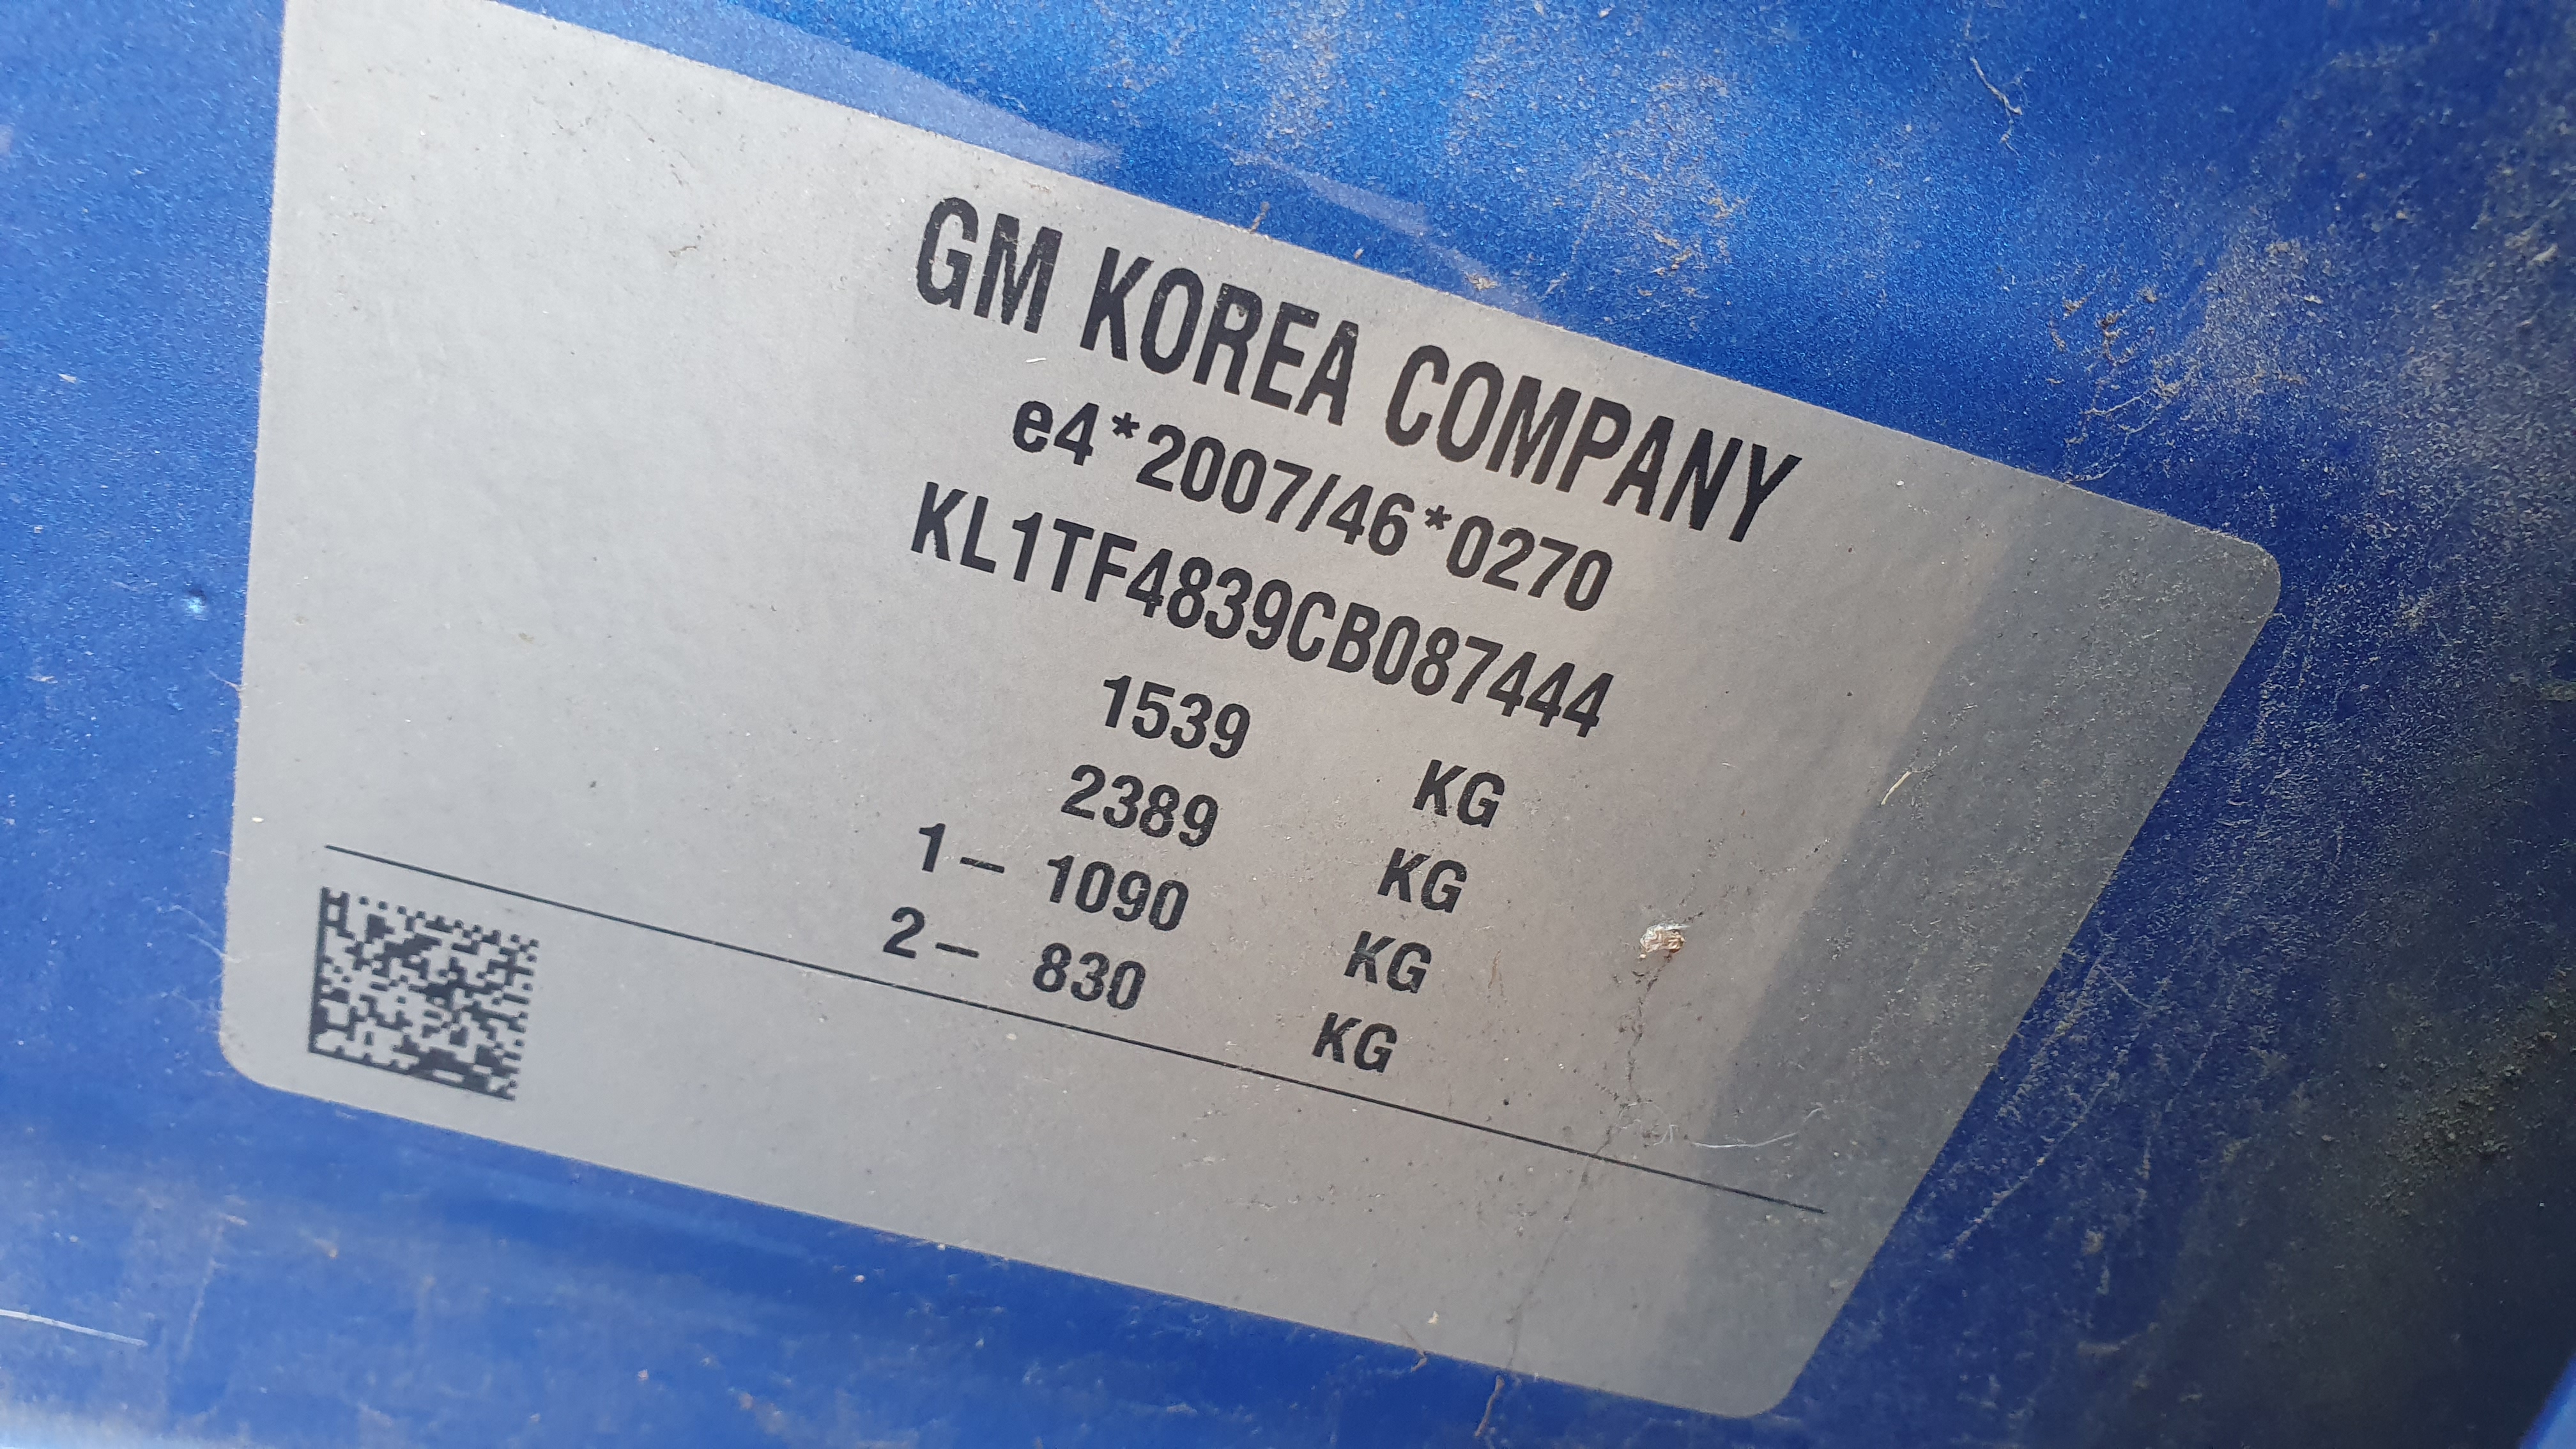 GM KOREA COMPANY
e4*2007/46*0270
KL1TF4839CB087444
1539 KG
2389 KG
1– 1090 KG
2– 830 KG